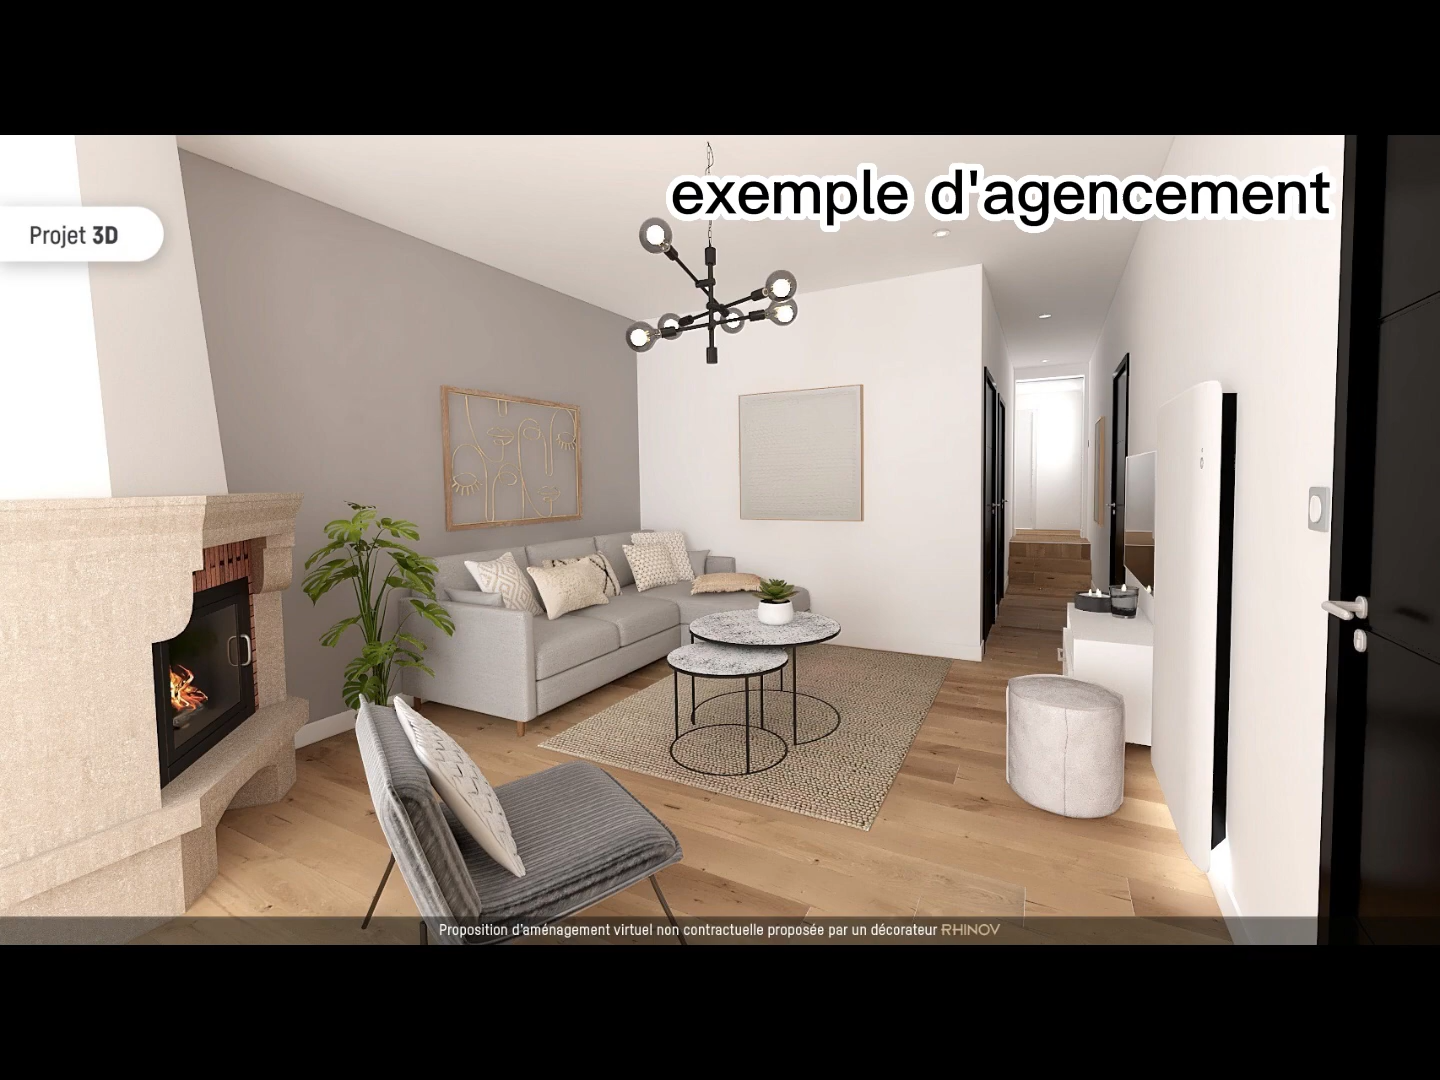 exemple d'agencement
Projet 3D
Proposition d'aménagement virtuel non contractuelle proposée par un décorateur RHINOV